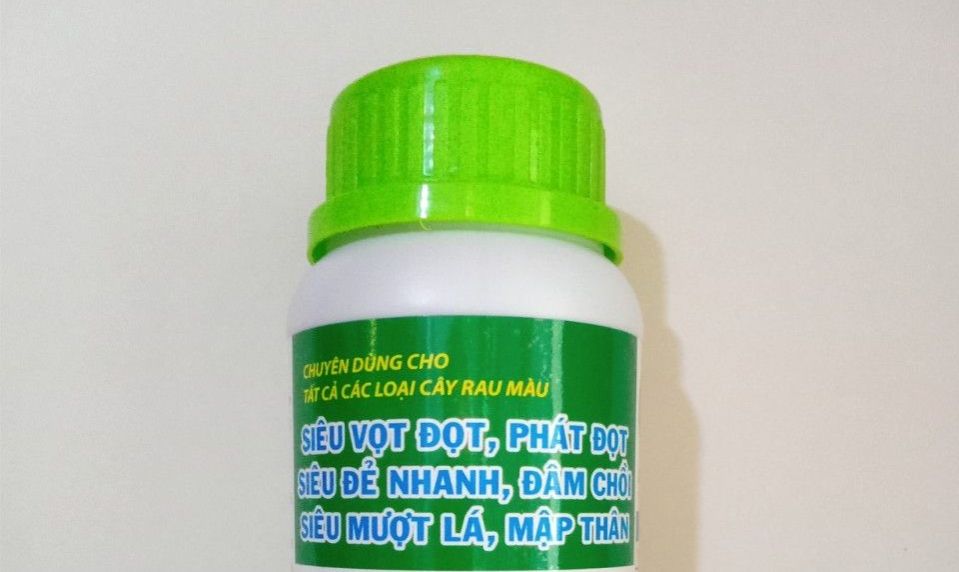 CHUYÊN DÙNG CHO
TẤT CẢ CÁC LOẠI CÂY RAU MÀU
SIÊU VỌT ĐỌT, PHÁT ĐỌT
SIÊU ĐẺ NHANH, ĐÂM CHỒI
SIÊU MƯỢT LÁ, MẬP THÂN